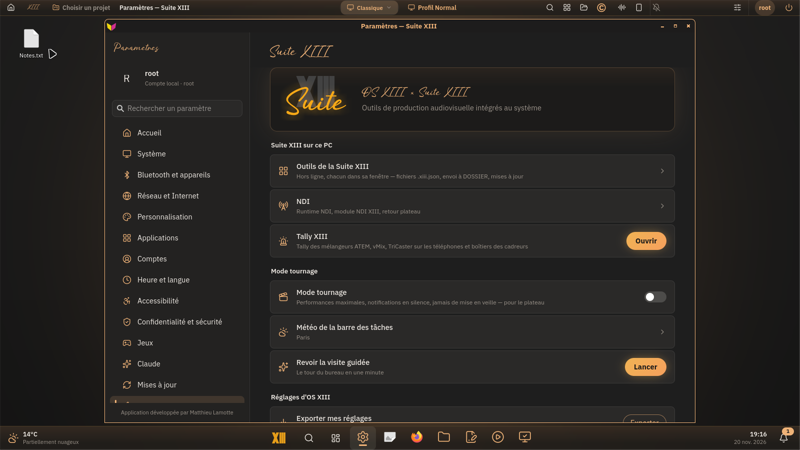 XIII
Choisir un projet
Paramètres — Suite XIII
Classique
Profil Normal
root
Notes.txt
Paramètres — Suite XIII
Paramètres
R
root
Compte local · root
Rechercher un paramètre
Accueil
Système
Bluetooth et appareils
Réseau et Internet
Personnalisation
Applications
Comptes
Heure et langue
Accessibilité
Confidentialité et sécurité
Jeux
Claude
Mises à jour
Application développée par Matthieu Lamotte
Suite XIII
XIII
Suite
OS XIII × Suite XIII
Outils de production audiovisuelle intégrés au système
Suite XIII sur ce PC
Outils de la Suite XIII
Hors ligne, chacun dans sa fenêtre — fichiers .xiii.json, envoi à DOSSIER, mises à jour
NDI
Runtime NDI, module NDI XIII, retour plateau
Tally XIII
Tally des mélangeurs ATEM, vMix, TriCaster sur les téléphones et boîtiers des cadreurs
Ouvrir
Mode tournage
Mode tournage
Performances maximales, notifications en silence, jamais de mise en veille — pour le plateau
Météo de la barre des tâches
Paris
Revoir la visite guidée
Le tour du bureau en une minute
Lancer
Réglages d'OS XIII
Exporter mes réglages
14°C
Partiellement nuageux
XIII
19:16
20 nov. 2026
1